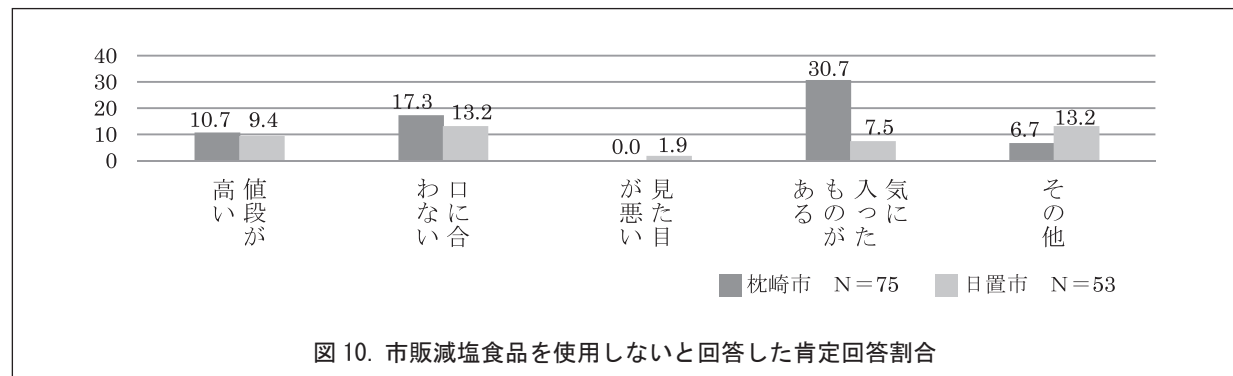 40
30
20
10
0
10.7
9.4
17.3
13.2
0.0
1.9
30.7
7.5
6.7
13.2
値段が
高い
口に合
わない
見た目
が悪い
気に
入った
ものが
ある
その他
枕崎市　N＝75
日置市　N＝53
図 10. 市販減塩食品を使用しないと回答した肯定回答割合